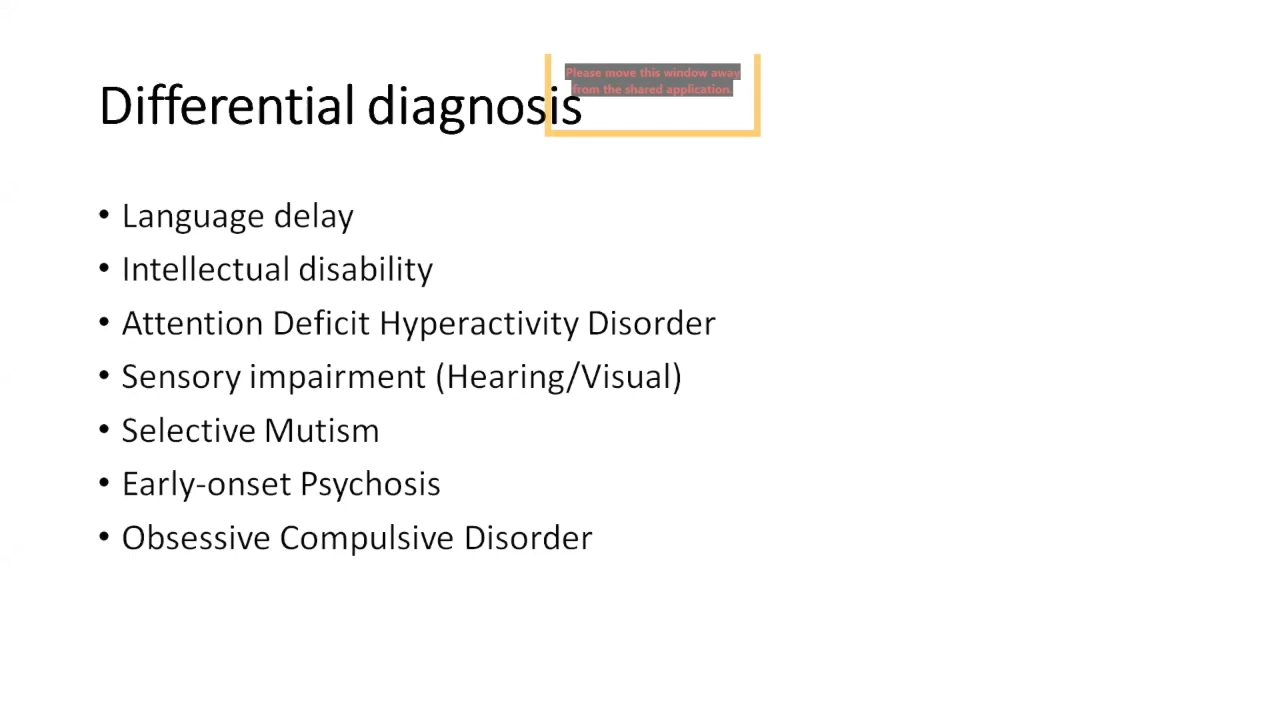 Please move this window away
from the shared application.
Differential diagnosis
• Language delay
• Intellectual disability
• Attention Deficit Hyperactivity Disorder
• Sensory impairment (Hearing/Visual)
• Selective Mutism
• Early-onset Psychosis
• Obsessive Compulsive Disorder